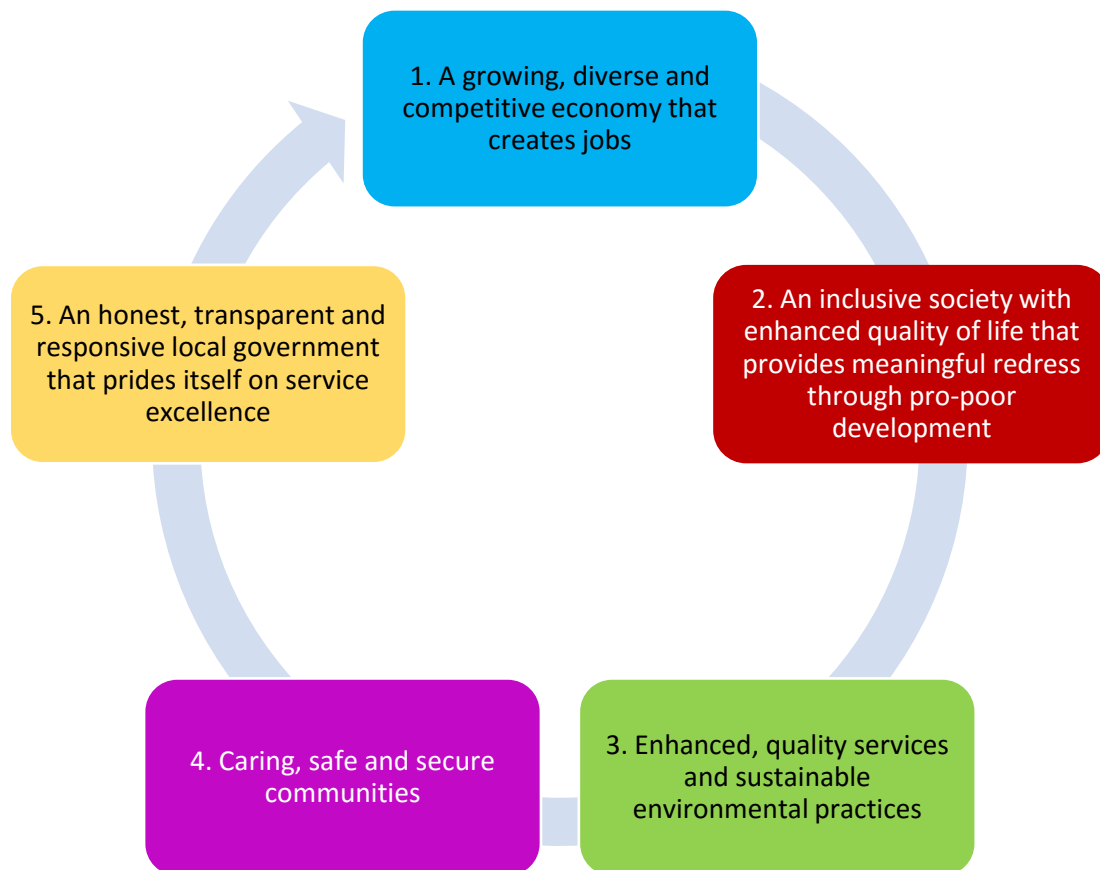 1. A growing, diverse and
competitive economy that
creates jobs
2. An inclusive society with
enhanced quality of life that
provides meaningful redress
through pro-poor
development
3. Enhanced, quality services
and sustainable
environmental practices
4. Caring, safe and secure
communities
5. An honest, transparent and
responsive local government
that prides itself on service
excellence